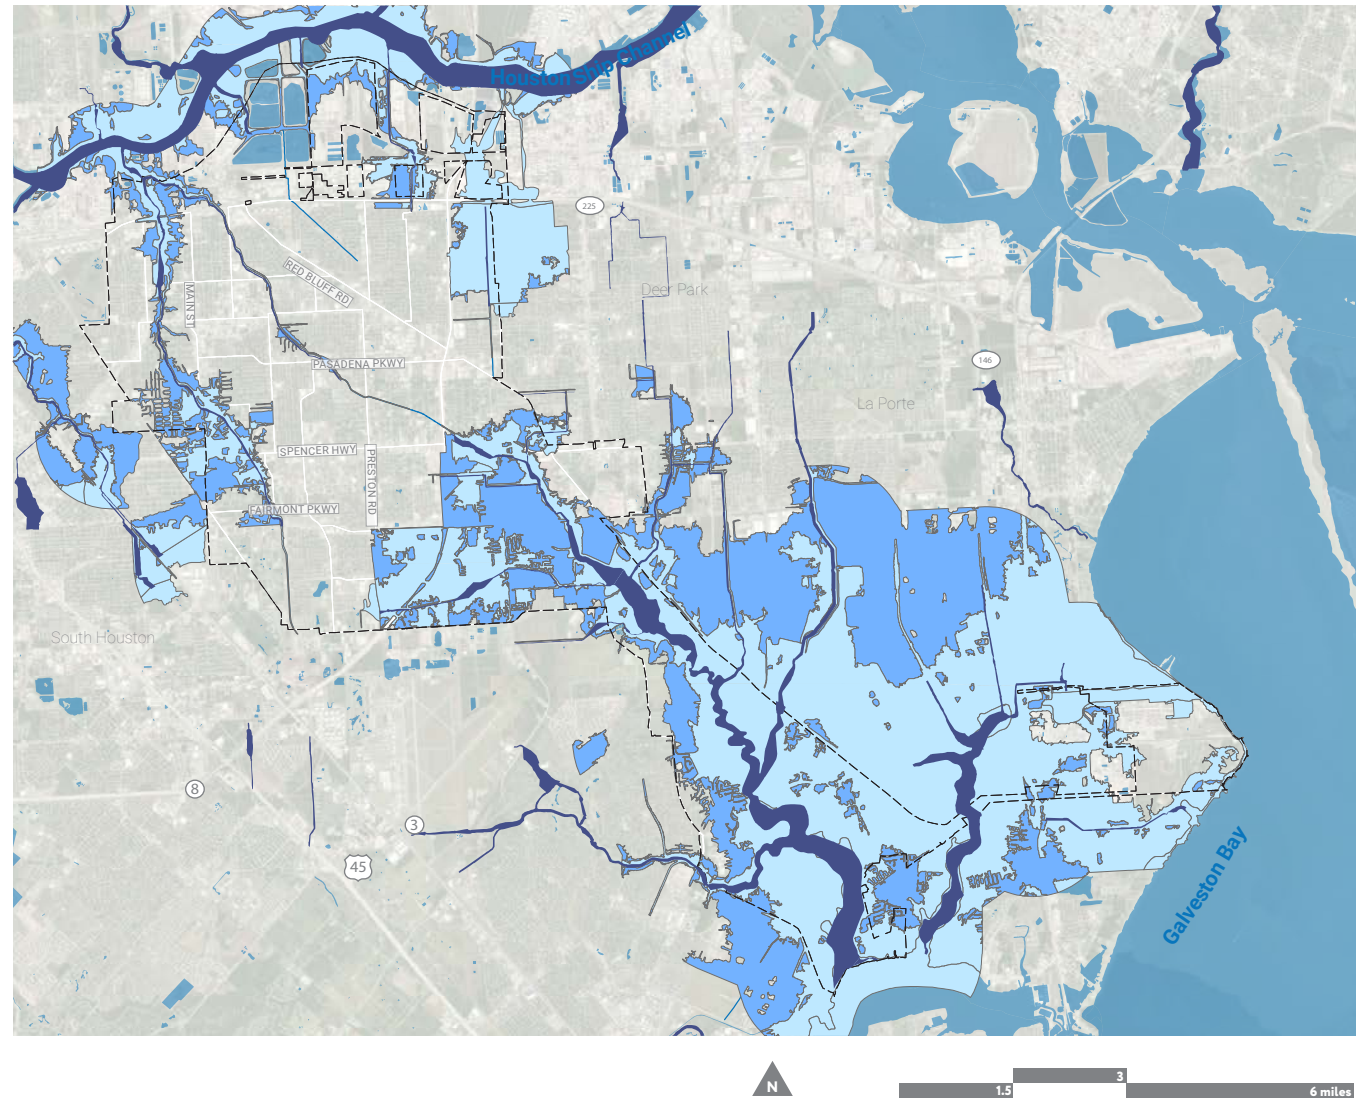 Houston Ship Channel
225
RED BLUFF RD
Deer Park
MAIN ST
PASADENA PKWY
146
La Porte
SPENCER HWY
PRESTON RD
FAIRMONT PKWY
South Houston
8
3
45
Galveston Bay
N
1.5
3
6 miles